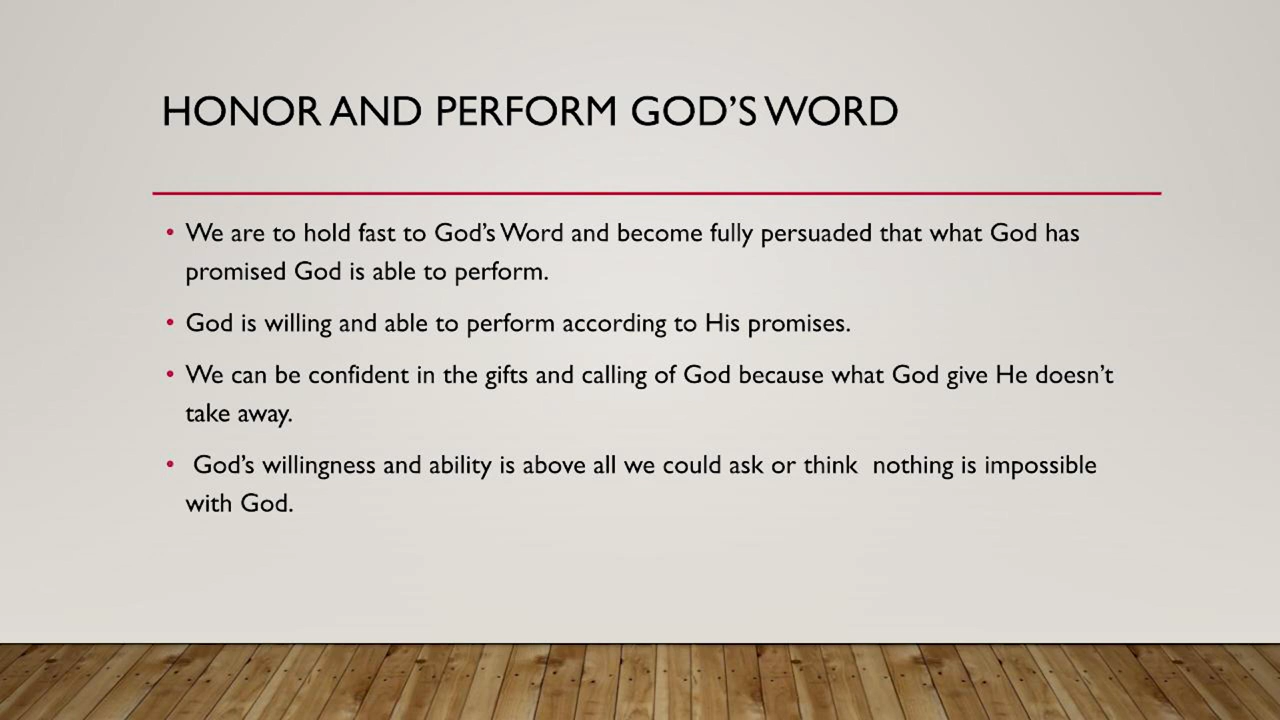 HONOR AND PERFORM GOD'S WORD
• We are to hold fast to God's Word and become fully persuaded that what God has
promised God is able to perform.
• God is willing and able to perform according to His promises.
• We can be confident in the gifts and calling of God because what God give He doesn't
take away.
• God's willingness and ability is above all we could ask or think  nothing is impossible
with God.